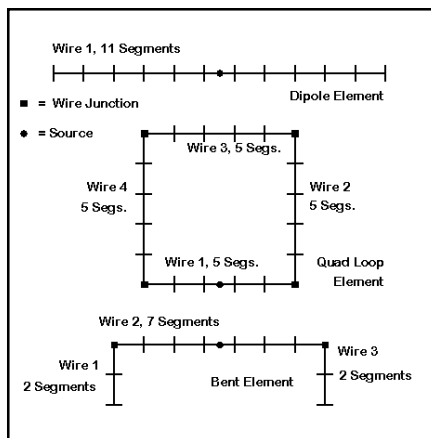 Wire 1, 11 Segments
Dipole Element
= Wire Junction
= Source
Wire 3, 5 Segs.
Wire 4
5 Segs.
Wire 2
5 Segs.
Wire 1, 5 Segs.
Quad Loop
Element
Wire 2, 7 Segments
Wire 1
2 Segments
Wire 3
2 Segments
Bent Element